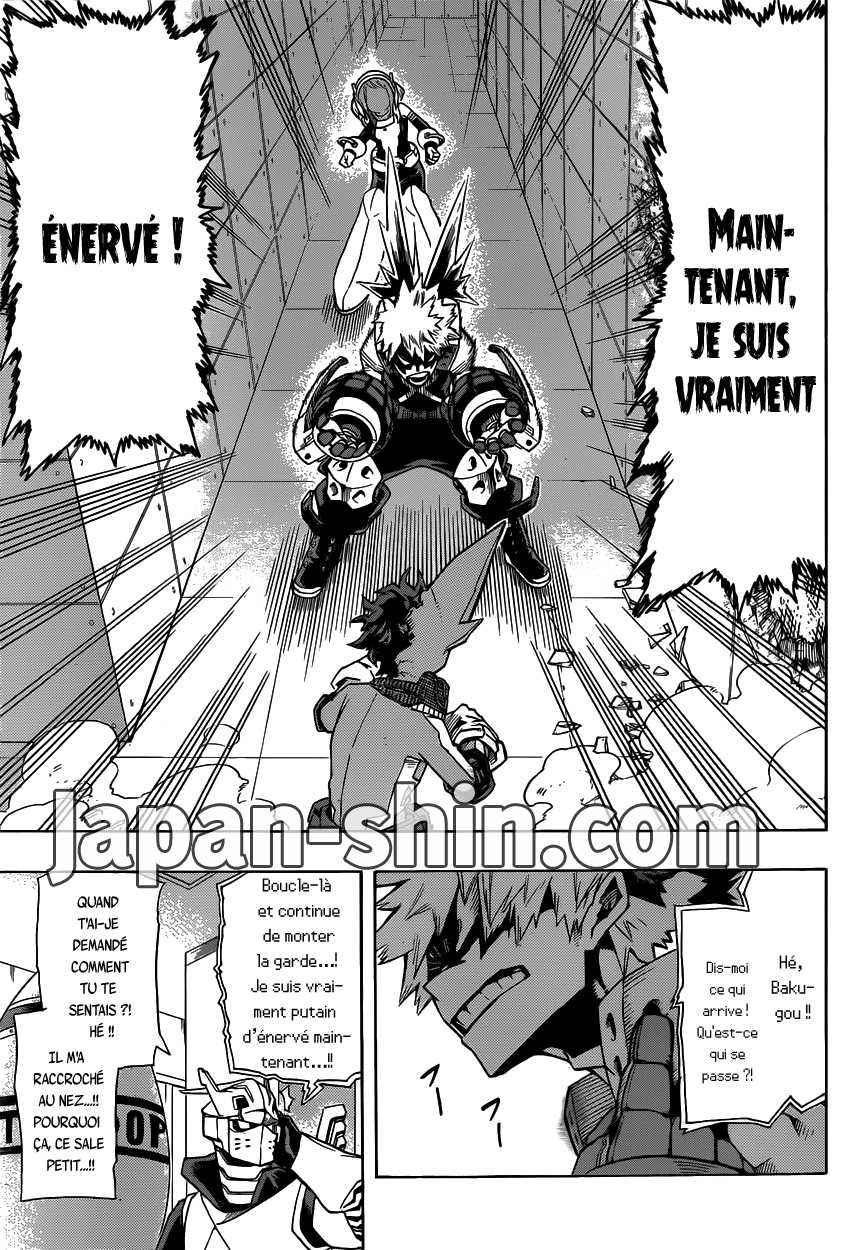 MAIN-
TENANT,
JE SUIS
VRAIMENT
ÉNERVÉ !
Japan-shin.com
Hé,
Baku-
gou !!
Dis-moi
ce qui
arrive !
Qu'est-ce
qui se
passe ?!
Boucle-là
et continue
de monter
la garde...!
Je suis vrai-
ment putain
d'énervé main-
tenant...!!
QUAND
T'AI-JE
DEMANDÉ
COMMENT
TU TE
SENTAIS ?!
HÉ !!
IL M'A
RACCROCHÉ
AU NEZ...!!
POURQUOI
ÇA, CE SALE
PETIT...!!